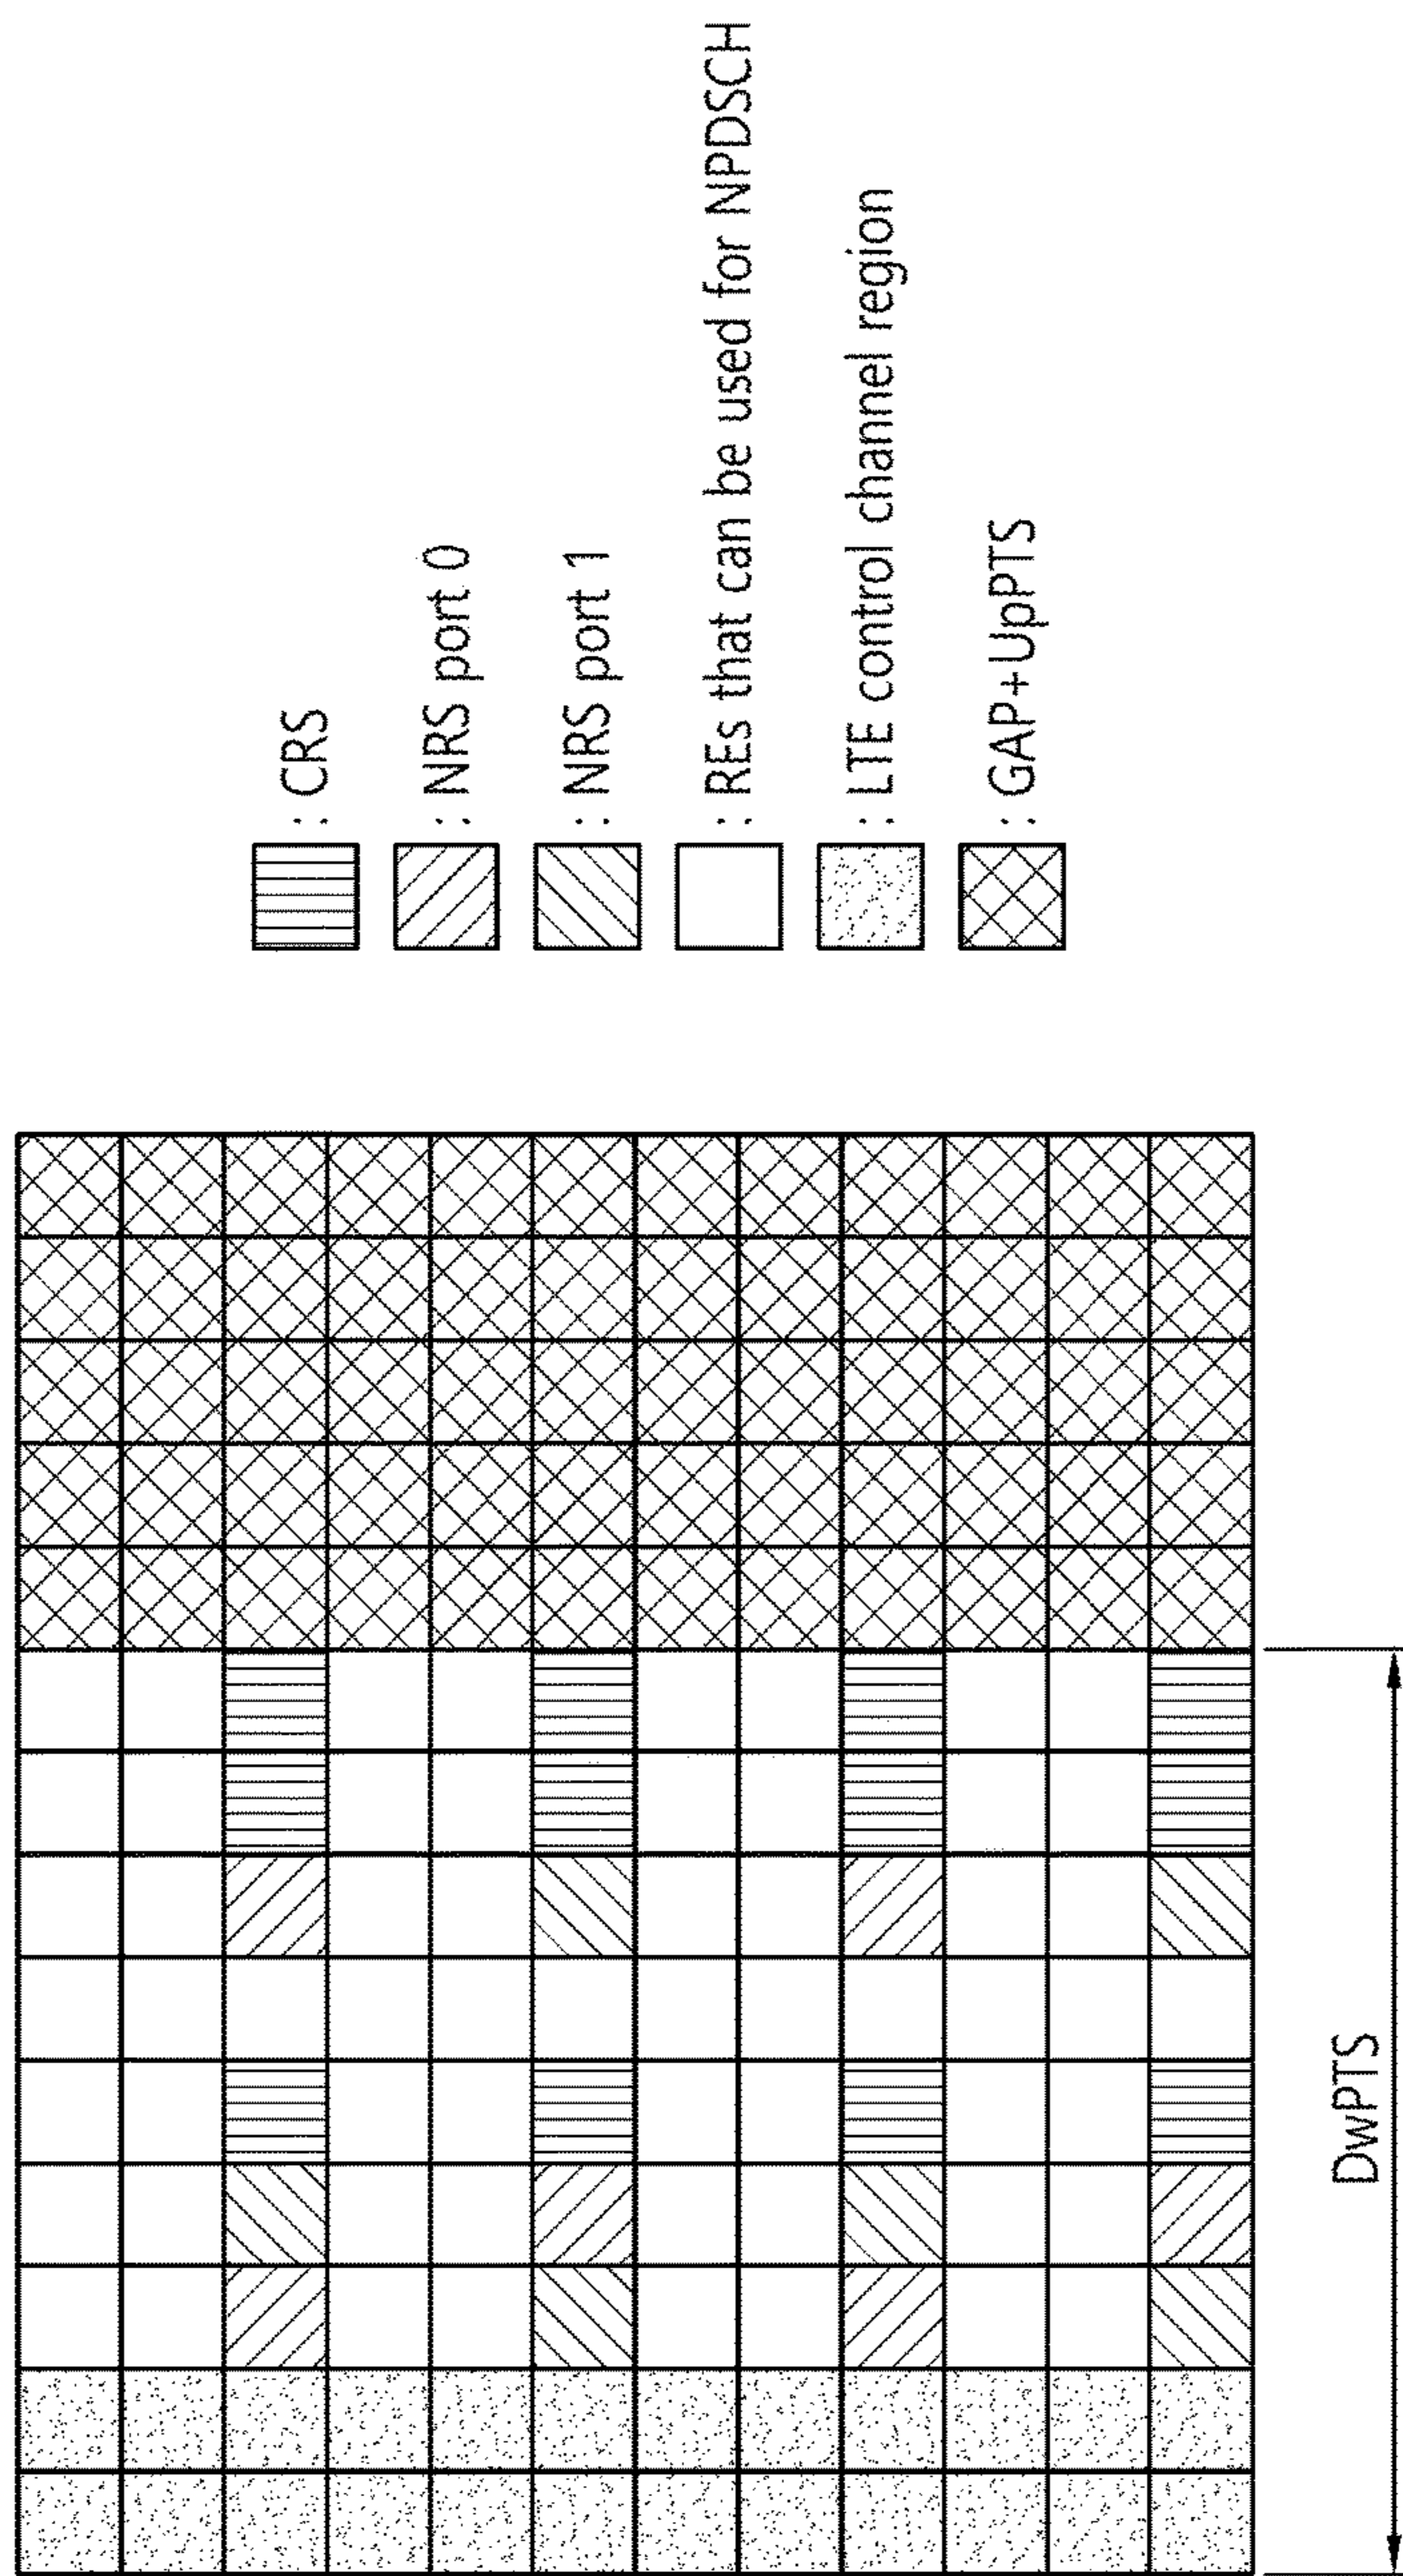 : CRS
: NRS port 0
: NRS port 1
: REs that can be used for NPDSCH
: LTE control channel region
: GAP+UpPTS
DwPTS